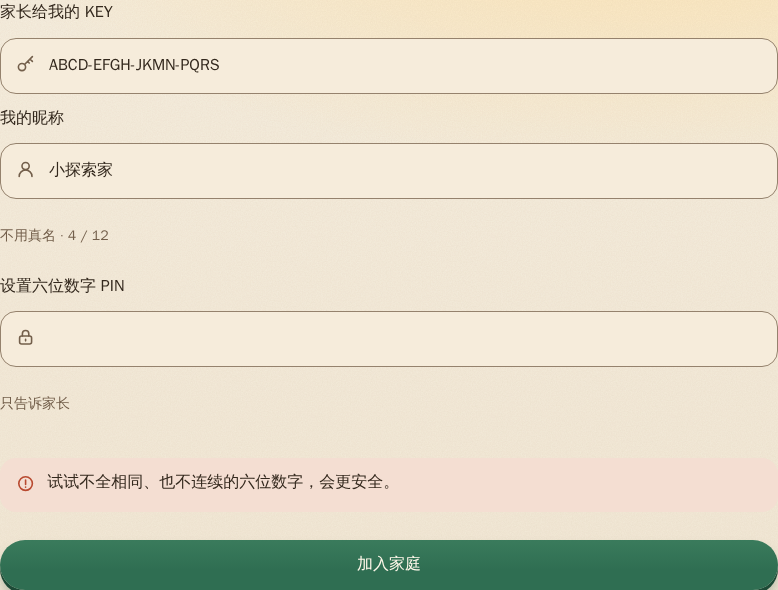 家长给我的 KEY
ABCD-EFGH-JKMN-PQRS
我的昵称
小探索家
不用真名 · 4 / 12
设置六位数字 PIN
只告诉家长
试试不全相同、也不连续的六位数字，会更安全。
加入家庭